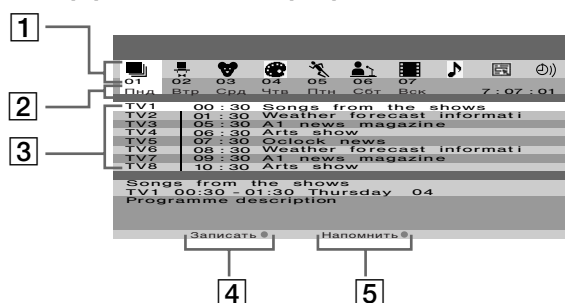 1
01 02 03 04 05 06 07
2
Пнд Втр Срд Чтв Птн Сбт Вск 7:07:01
TV1 00:30 Songs from the shows
TV2 01:30 Weather forecast informati
TV3 05:30 A1 news magazine
TV4 06:30 Arts show
3
TV5 07:30 Oclock news
TV6 08:30 Weather forecast informati
TV7 09:30 A1 news magazine
TV8 10:30 Arts show
Songs from the shows
TV1 00:30 - 01:30 Thursday 04
Programme description
Записать Напомнить
4 5